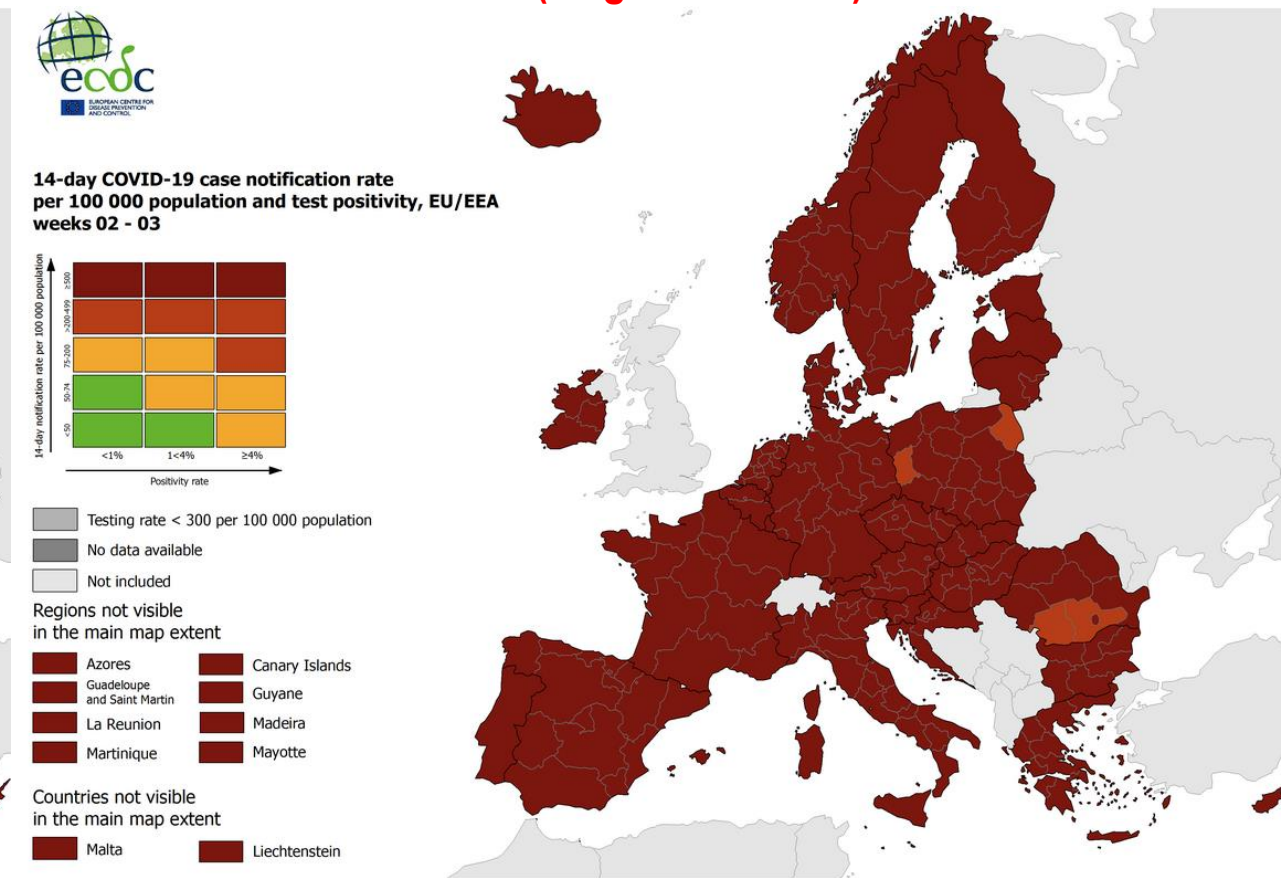 ecdc
EUROPEAN CENTRE FOR
DISEASE PREVENTION
AND CONTROL
14-day COVID-19 case notification rate
per 100 000 population and test positivity, EU/EEA
weeks 02 - 03
14-day notification rate per 100 000 population
≥500
>200-499
75-200
50-74
<50
<1%
1<4%
≥4%
Positivity rate
Testing rate < 300 per 100 000 population
No data available
Not included
Regions not visible
in the main map extent
Azores
Canary Islands
Guadeloupe
and Saint Martin
Guyane
La Reunion
Madeira
Martinique
Mayotte
Countries not visible
in the main map extent
Malta
Liechtenstein